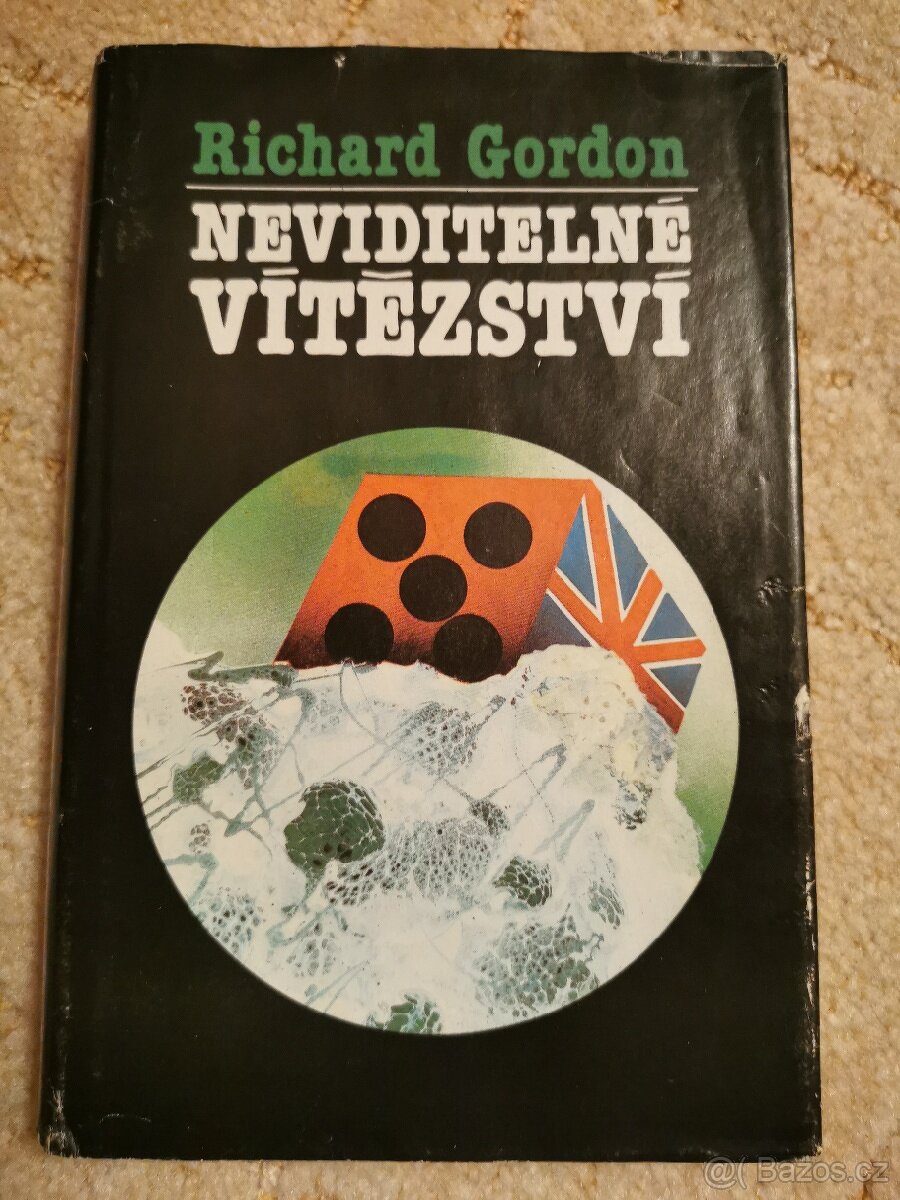 Richard Gordon
NEVIDITELNÉ
VÍTĚZSTVÍ
@( Bazos.cz